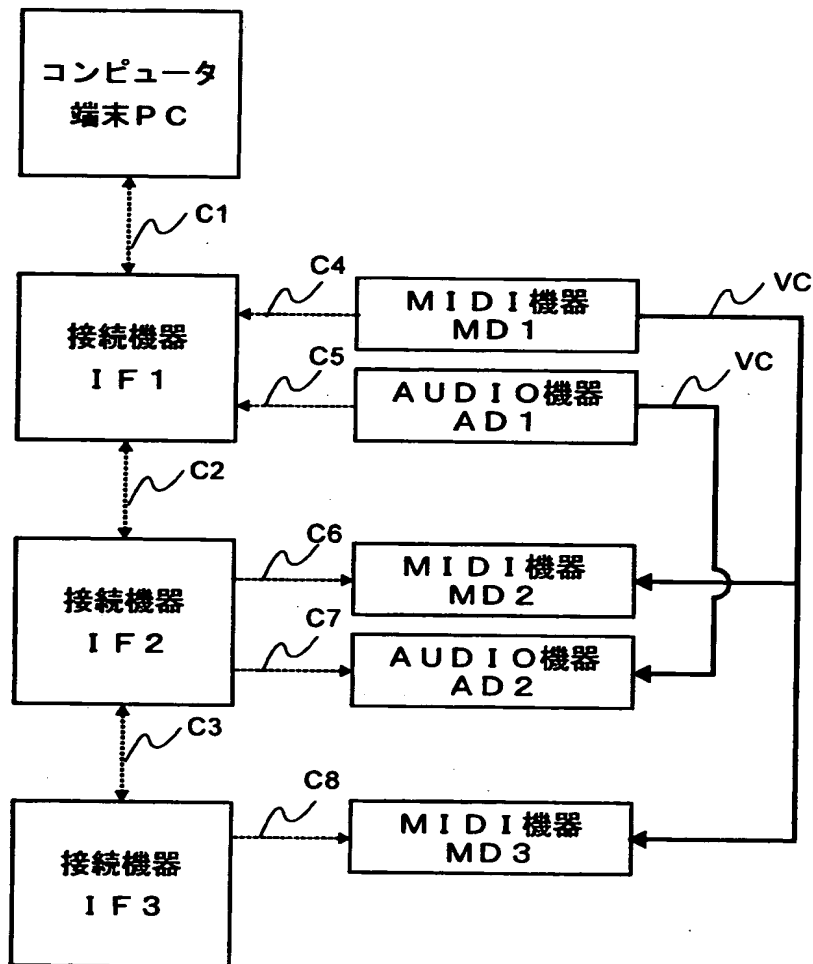 コンピュータ
端末PC
C1
C4
MIDI機器
MD1
VC
接続機器
IF1
C5
AUDIO機器
AD1
VC
C2
C6
MIDI機器
MD2
接続機器
IF2
C7
AUDIO機器
AD2
C3
C8
MIDI機器
MD3
接続機器
IF3